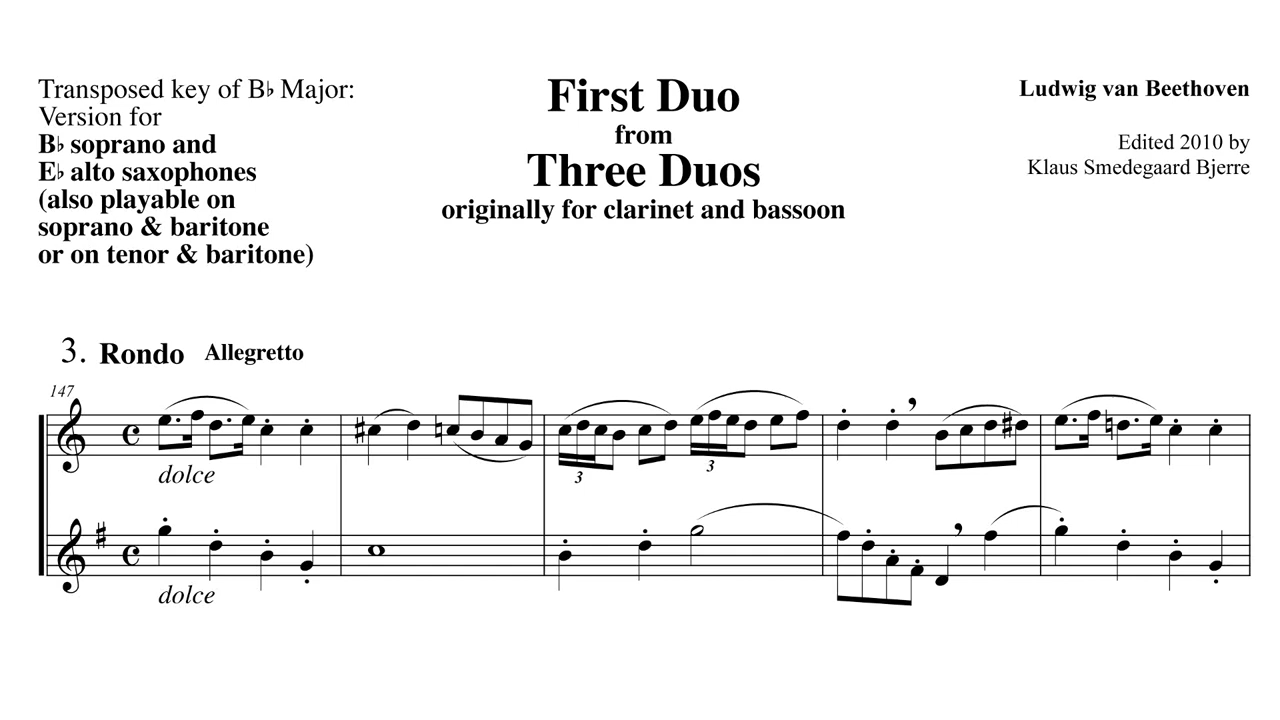 Transposed key of B♭ Major:
Version for
B♭ soprano and
E♭ alto saxophones
(also playable on
soprano & baritone
or on tenor & baritone)
First Duo
from
Three Duos
originally for clarinet and bassoon
Ludwig van Beethoven
Edited 2010 by
Klaus Smedegaard Bjerre
3. Rondo Allegretto
147
dolce
3 3
dolce